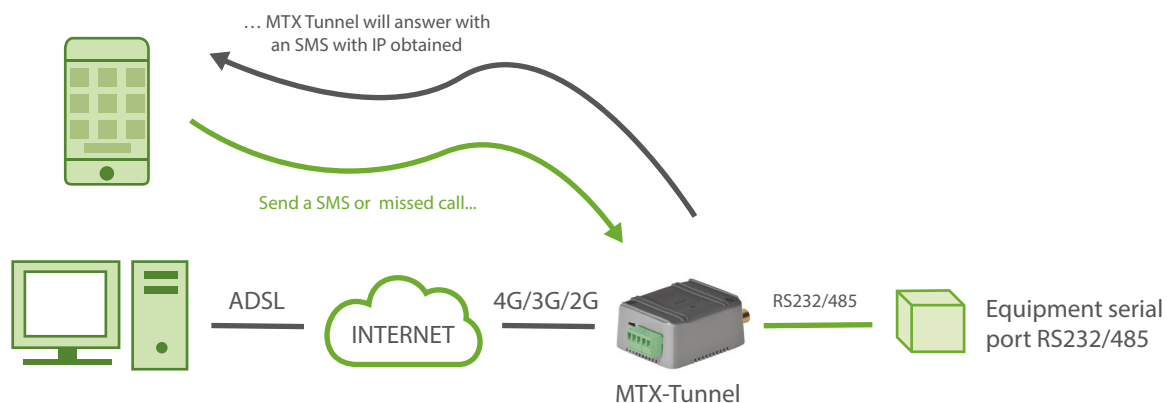 … MTX Tunnel will answer with
an SMS with IP obtained
Send a SMS or  missed call...
ADSL
INTERNET
4G/3G/2G
RS232/485
Equipment serial
port RS232/485
MTX-Tunnel